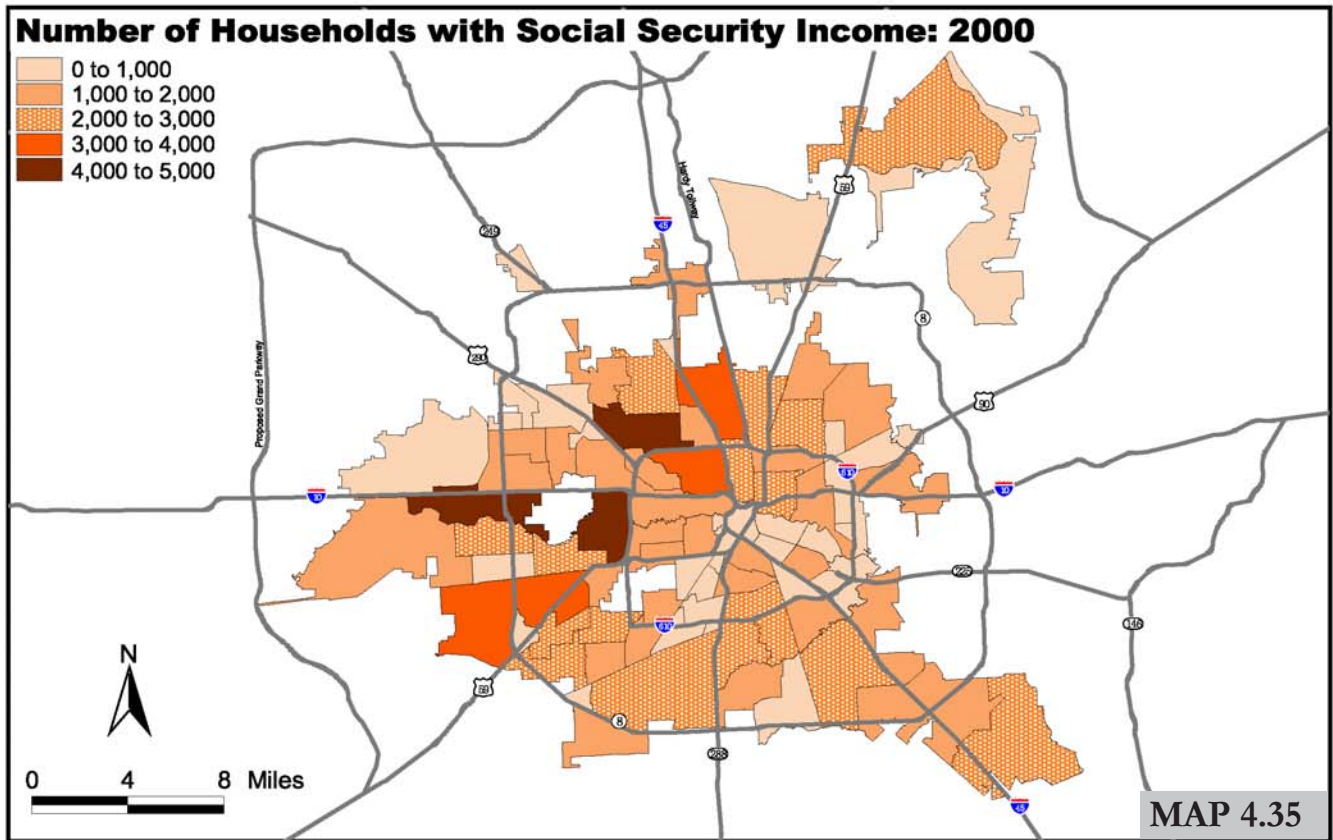 Number of Households with Social Security Income: 2000
0 to 1,000
1,000 to 2,000
2,000 to 3,000
3,000 to 4,000
4,000 to 5,000
Hardy Tollway
59
45
249
8
290
Proposed Grand Parkway
90
610
10
10
225
610
146
N
59
8
288
0 4 8 Miles
45
MAP 4.35